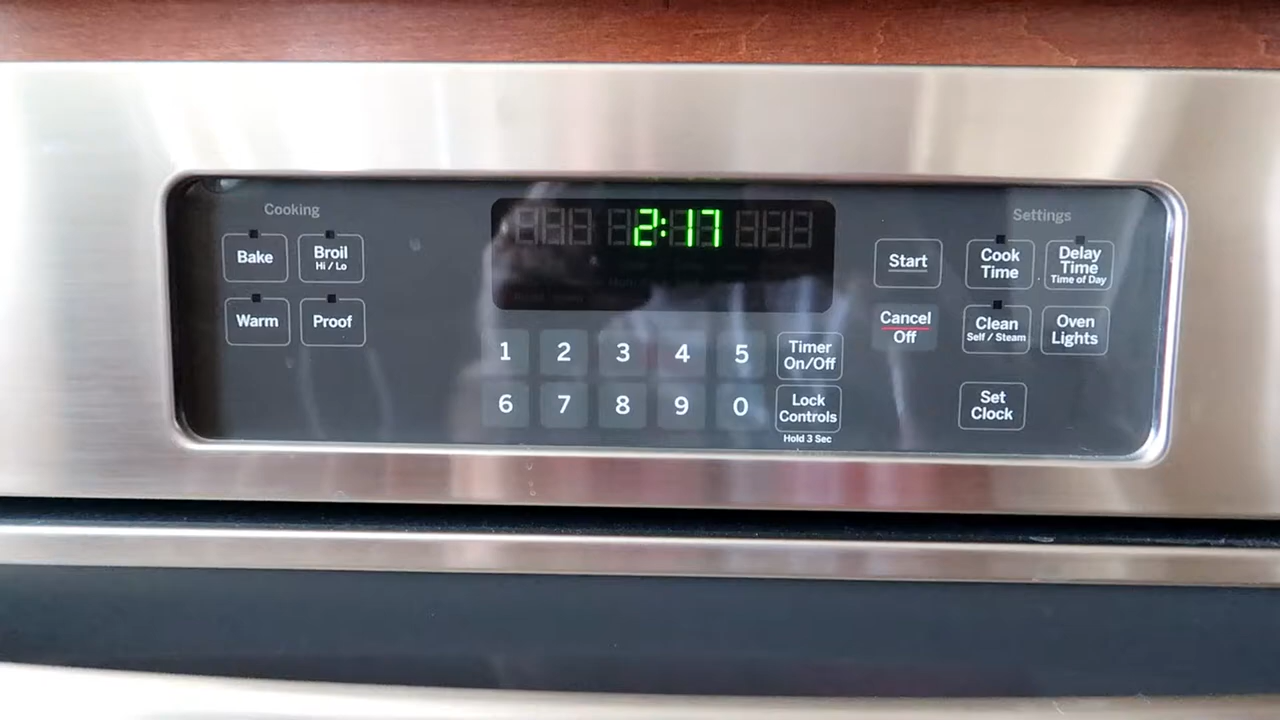 Cooking
Bake
Broil
Hi / Lo
Warm
Proof
2:17
1 2 3 4 5
6 7 8 9 0
Timer
On/Off
Lock
Controls
Hold 3 Sec
Start
Cancel
Off
Settings
Cook
Time
Delay
Time
Time of Day
Clean
Self / Steam
Oven
Lights
Set
Clock